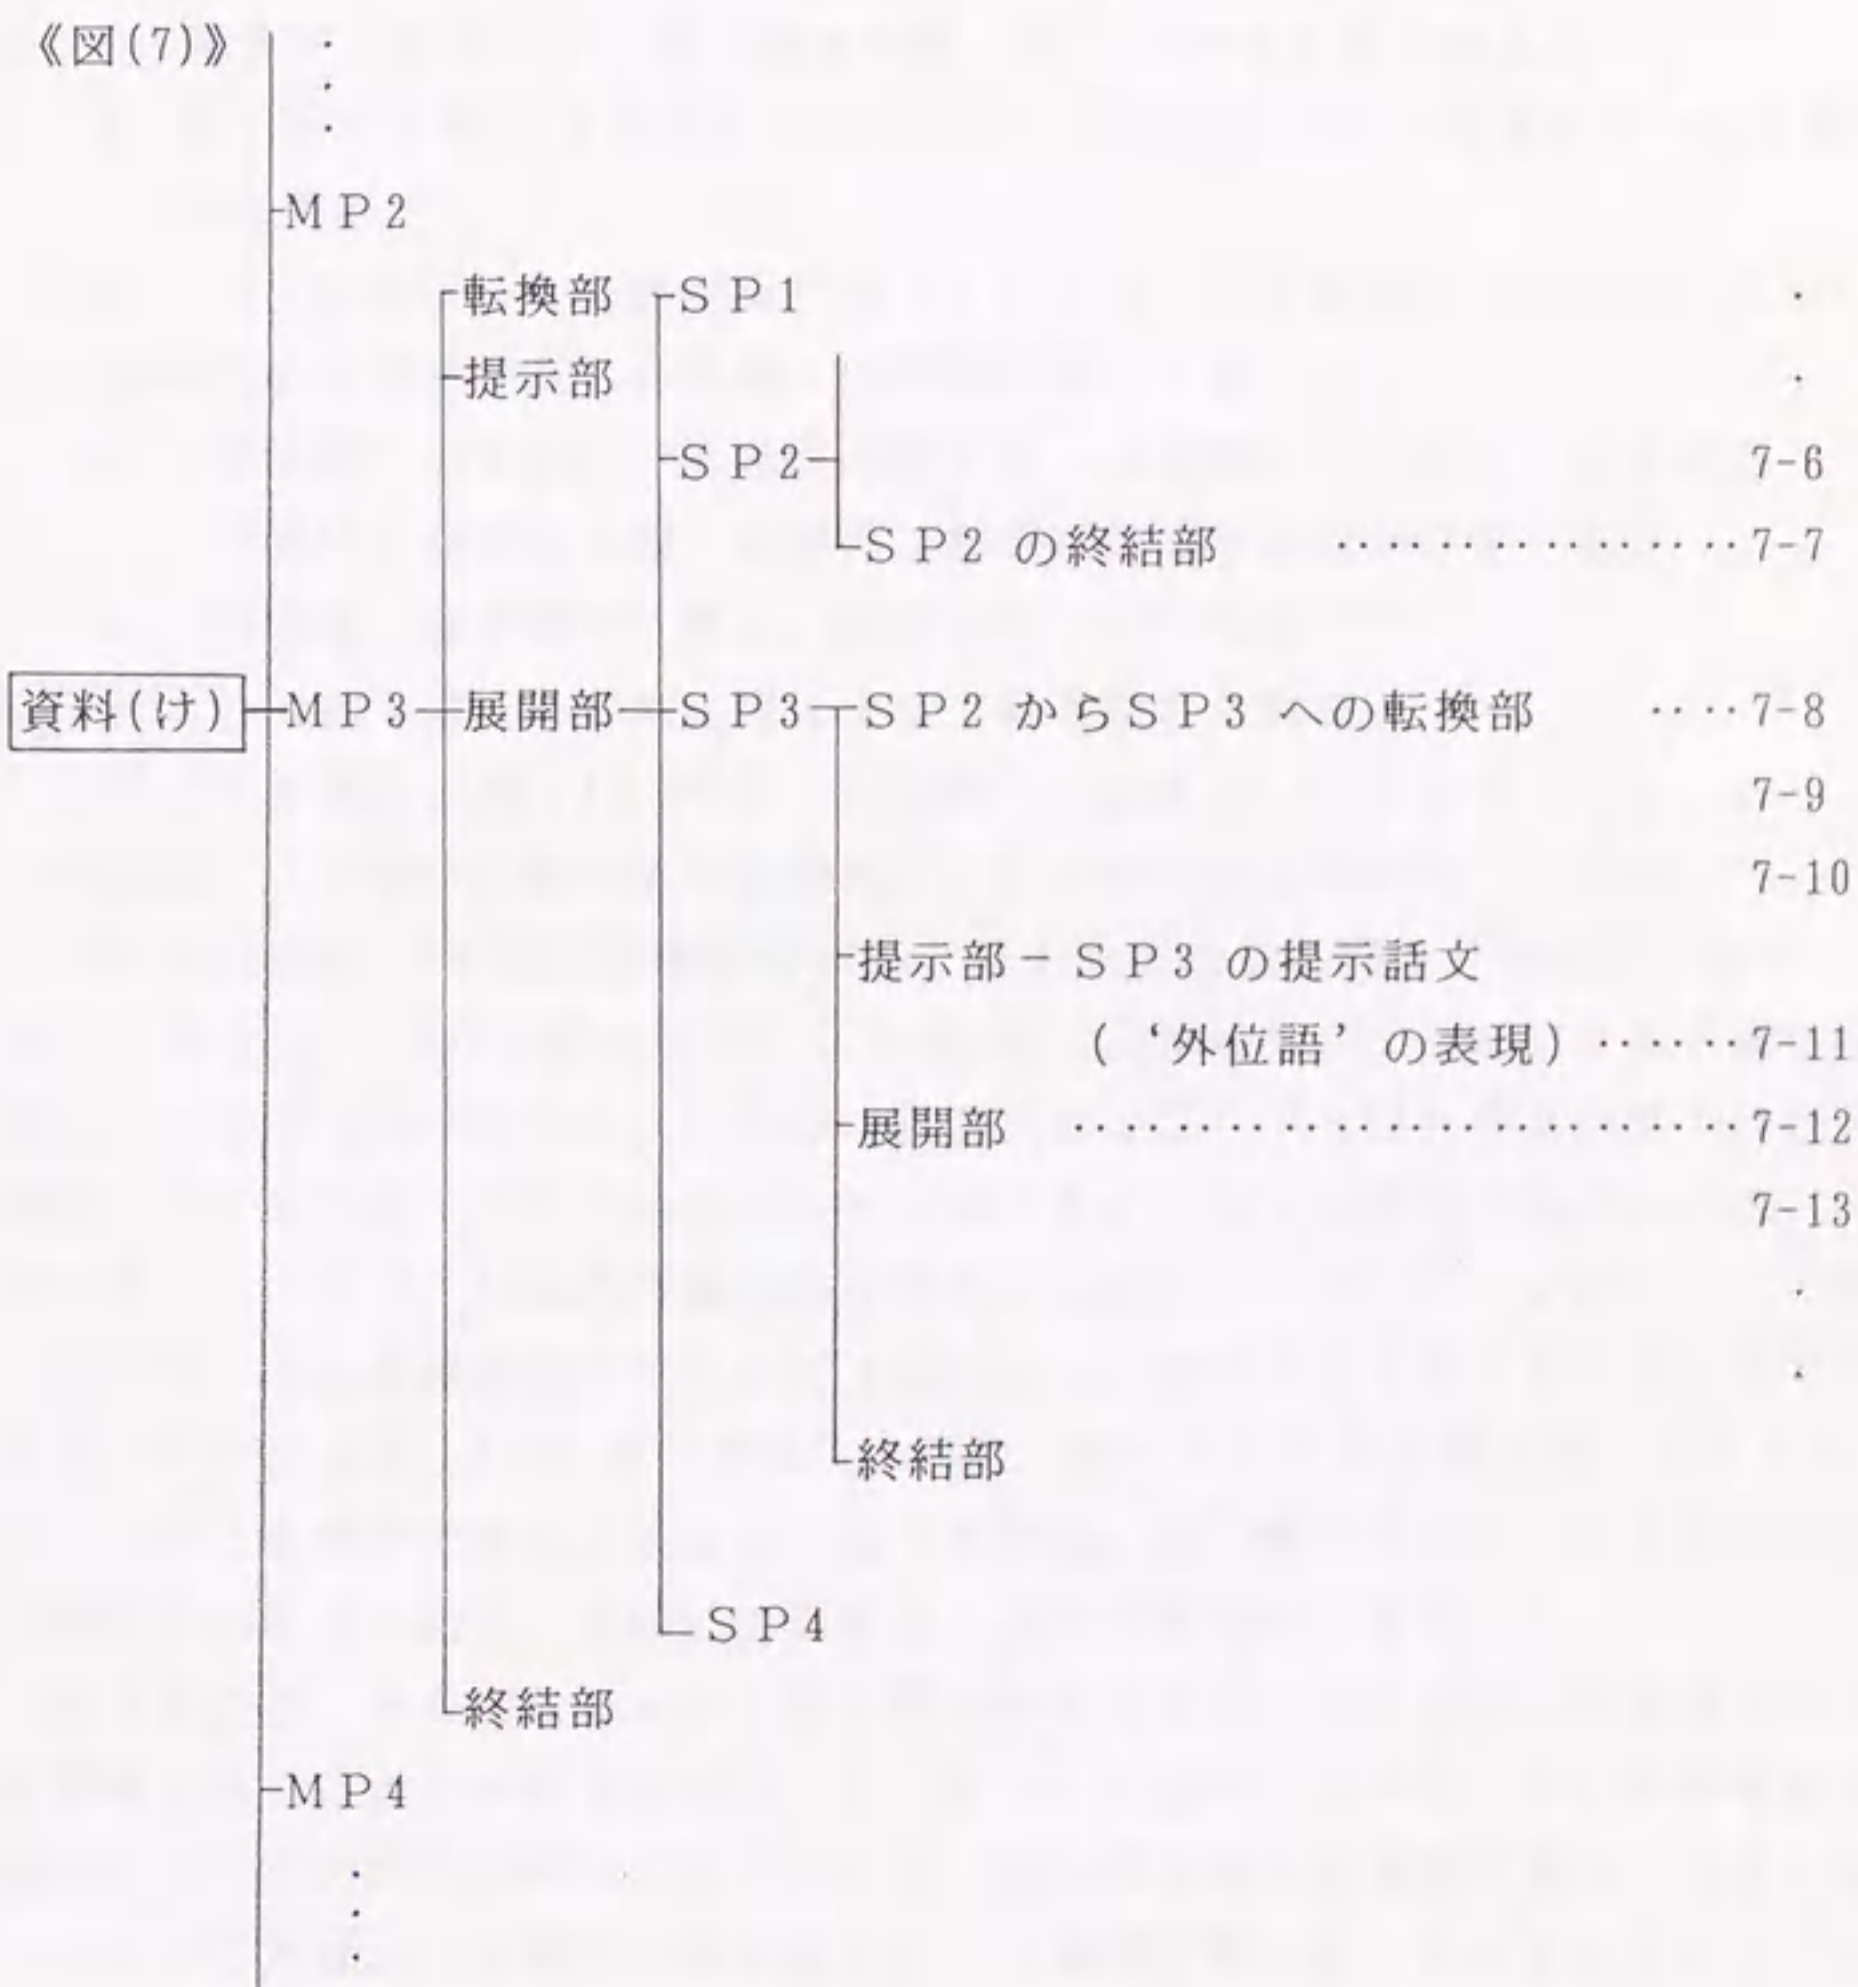 《図(7)》
MP2
転換部 SP1
提示部
SP2 7-6
SP2 の終結部 ・・・・・・・・・・・・・・・・7-7
資料(け) MP3 展開部 SP3 SP2 からSP3 への転換部 ・・・・7-8
7-9
7-10
提示部－SP3 の提示話文
(‘外位語’の表現)・・・・・・7-11
展開部 ・・・・・・・・・・・・・・・・・・・・・・・・・・7-12
7-13
終結部
SP4
終結部
MP4